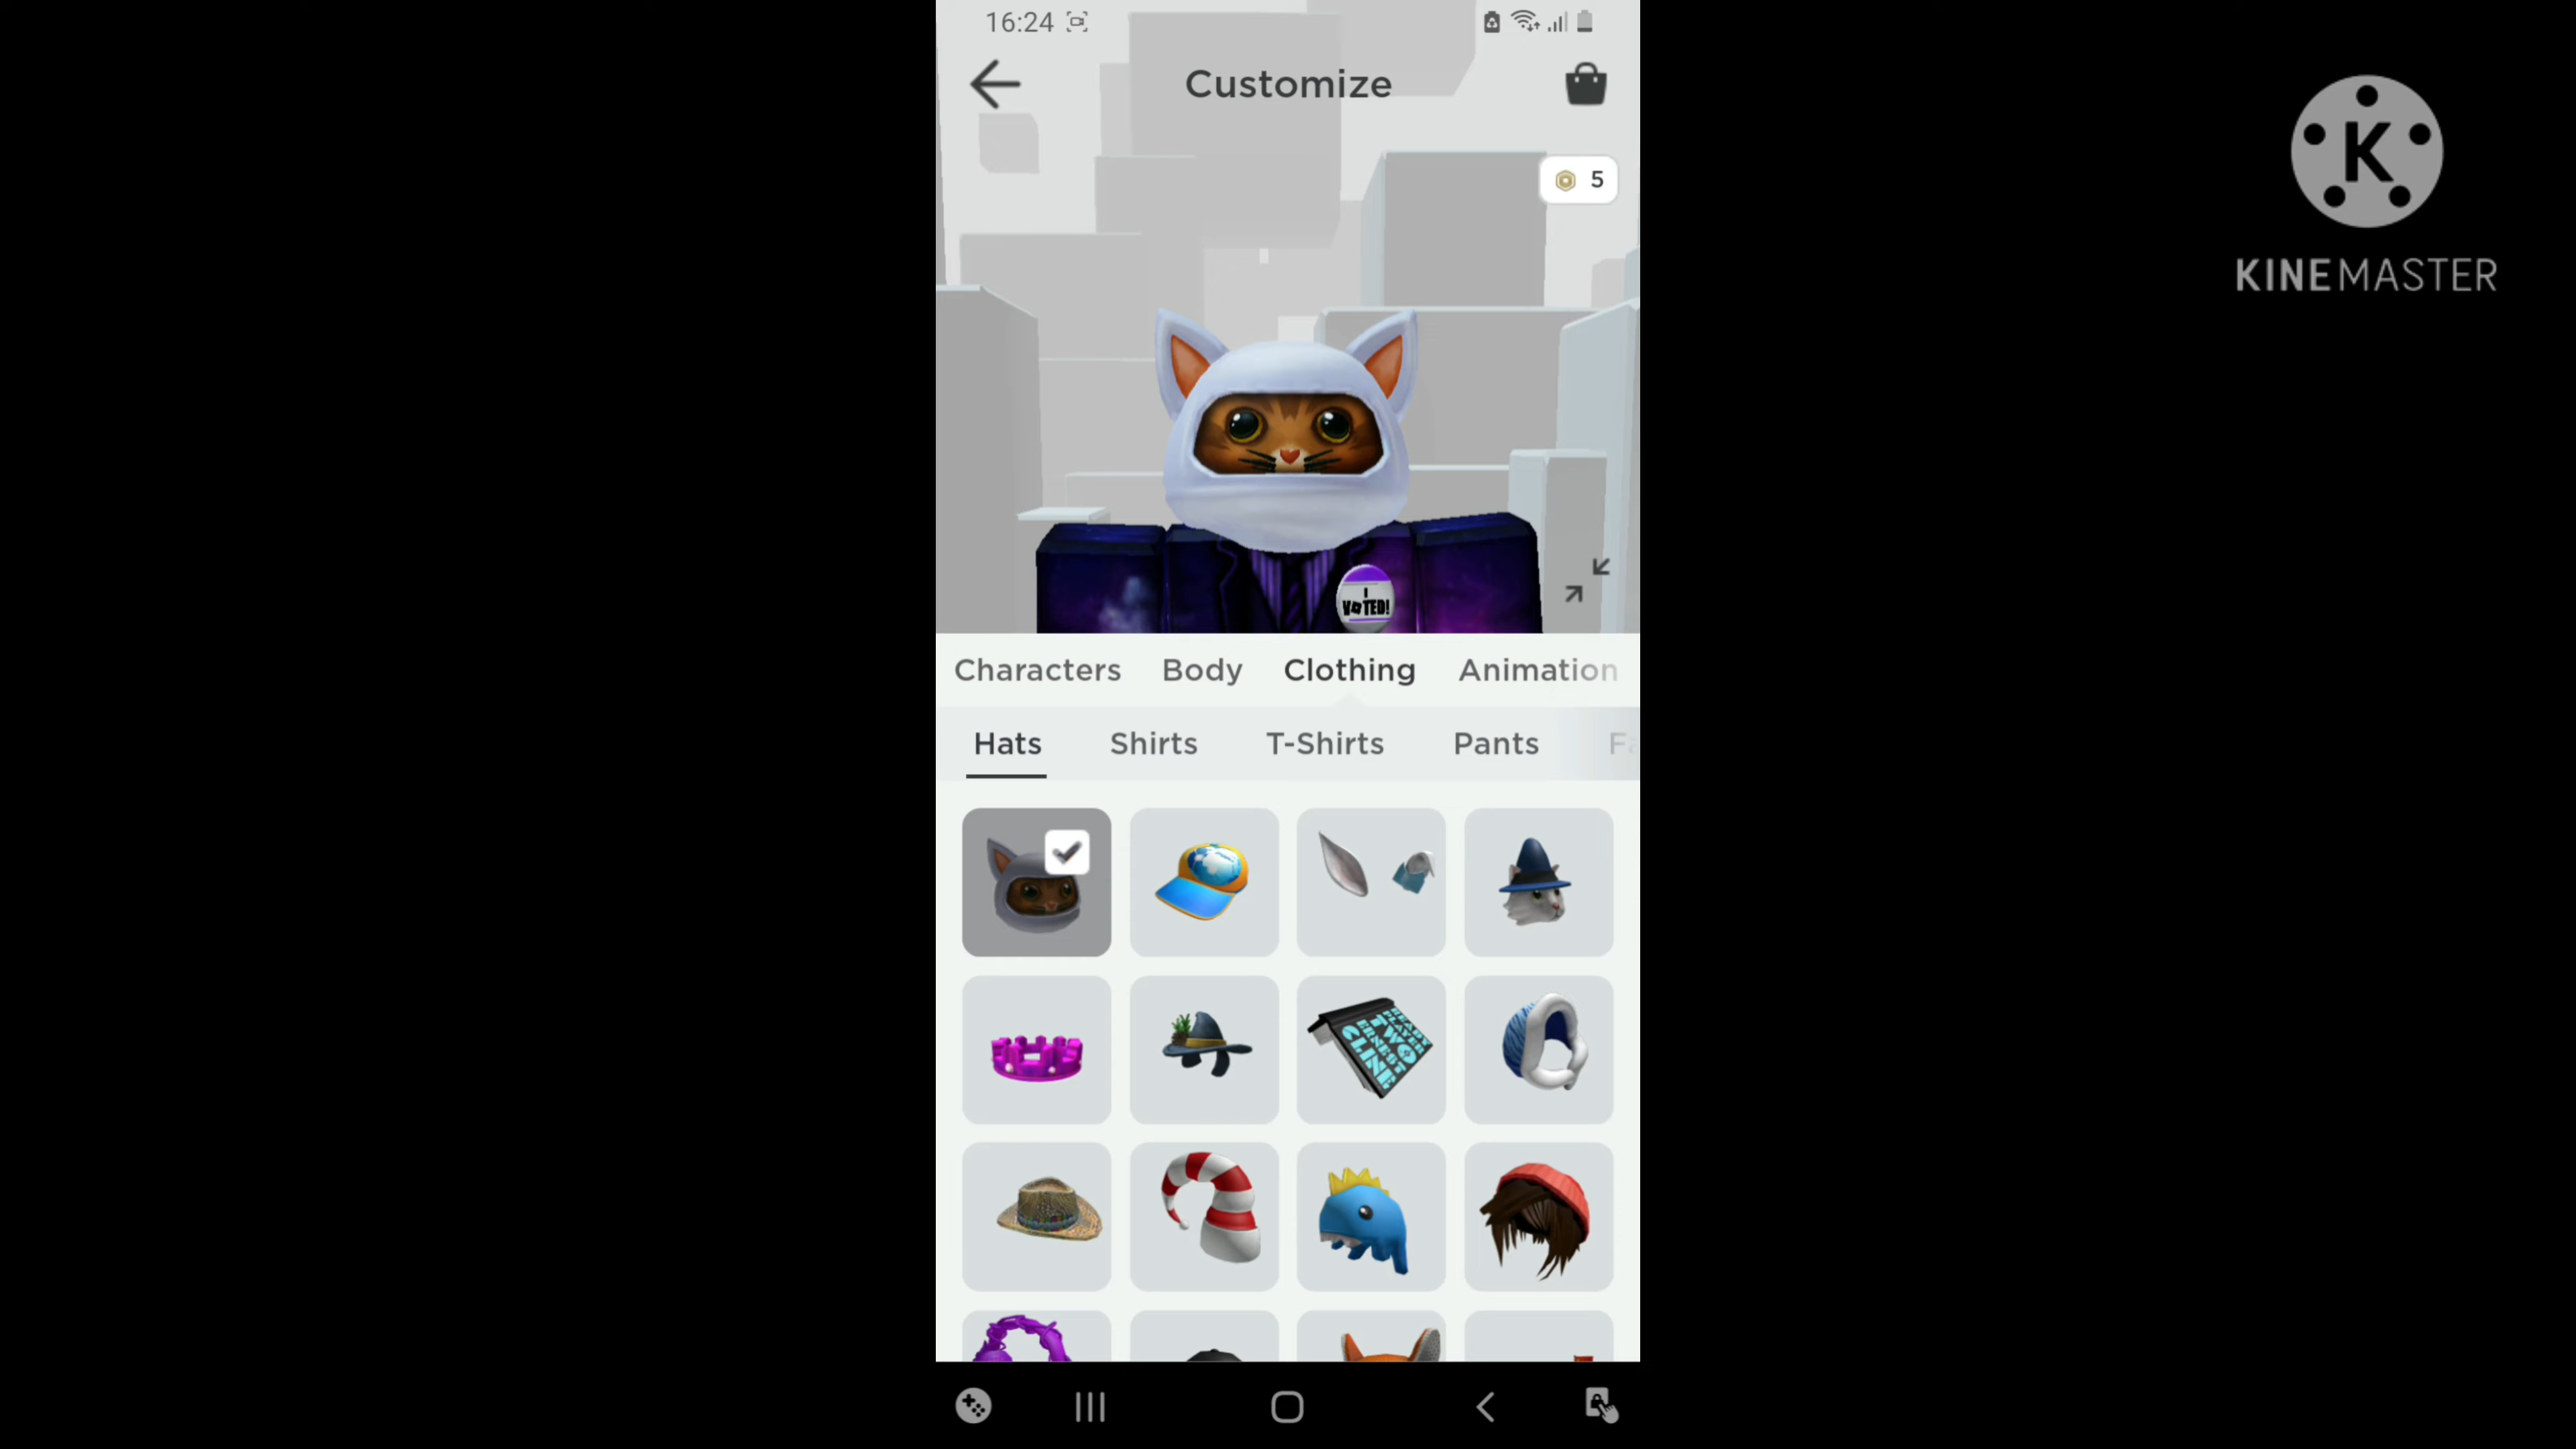 16:24
Customize
5
K
KINEMASTER
I
VOTED!
Characters Body Clothing Animation
Hats Shirts T-Shirts Pants